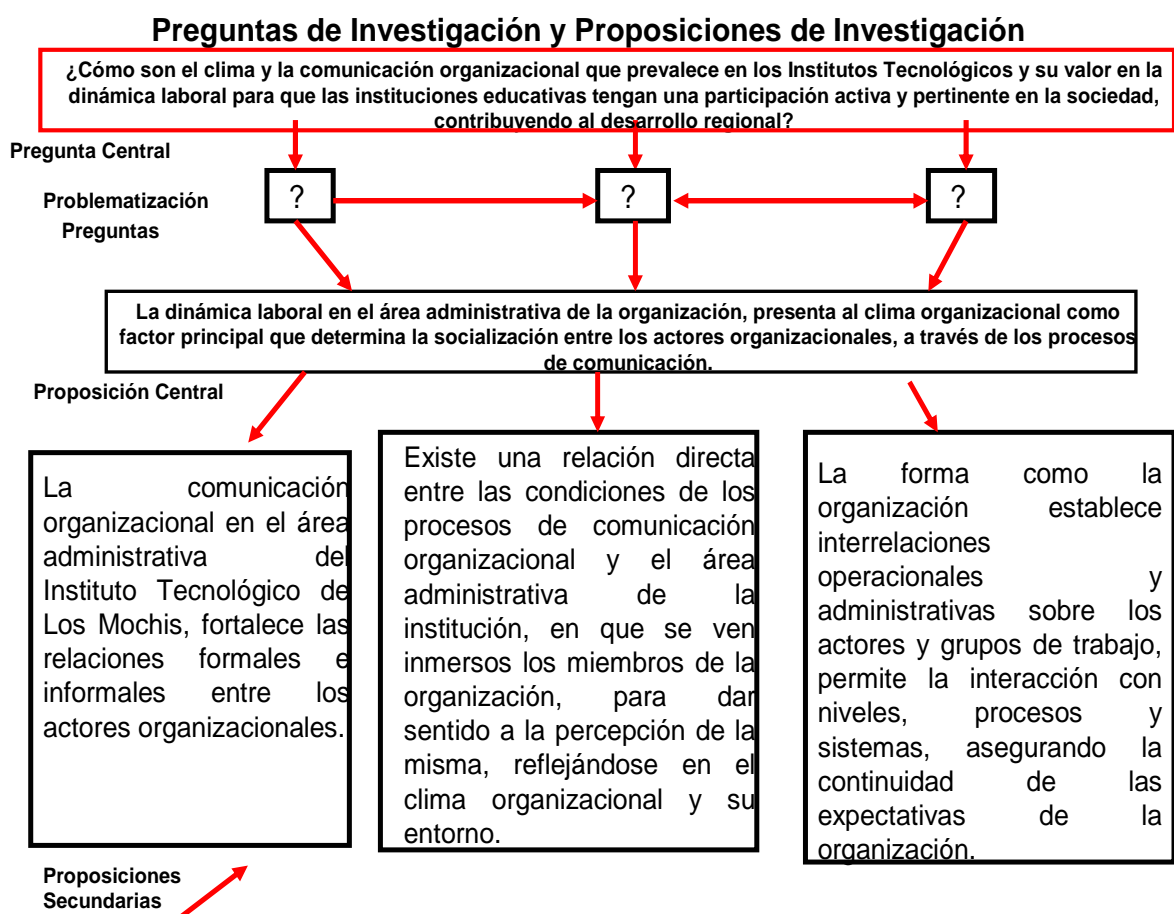 Preguntas de Investigación y Proposiciones de Investigación
¿Cómo son el clima y la comunicación organizacional que prevalece en los Institutos Tecnológicos y su valor en la
dinámica laboral para que las instituciones educativas tengan una participación activa y pertinente en la sociedad,
contribuyendo al desarrollo regional?
Pregunta Central
Problematización
Preguntas
?
?
?
La dinámica laboral en el área administrativa de la organización, presenta al clima organizacional como
factor principal que determina la socialización entre los actores organizacionales, a través de los procesos
de comunicación.
Proposición Central
La comunicación
organizacional en el área
administrativa del
Instituto Tecnológico de
Los Mochis, fortalece las
relaciones formales e
informales entre los
actores organizacionales.
Existe una relación directa
entre las condiciones de los
procesos de comunicación
organizacional y el área
administrativa de la
institución, en que se ven
inmersos los miembros de la
organización, para dar
sentido a la percepción de la
misma, reflejándose en el
clima organizacional y su
entorno.
La forma como la
organización establece
interrelaciones
operacionales y
administrativas sobre los
actores y grupos de trabajo,
permite la interacción con
niveles, procesos y
sistemas, asegurando la
continuidad de las
expectativas de la
organización.
Proposiciones
Secundarias